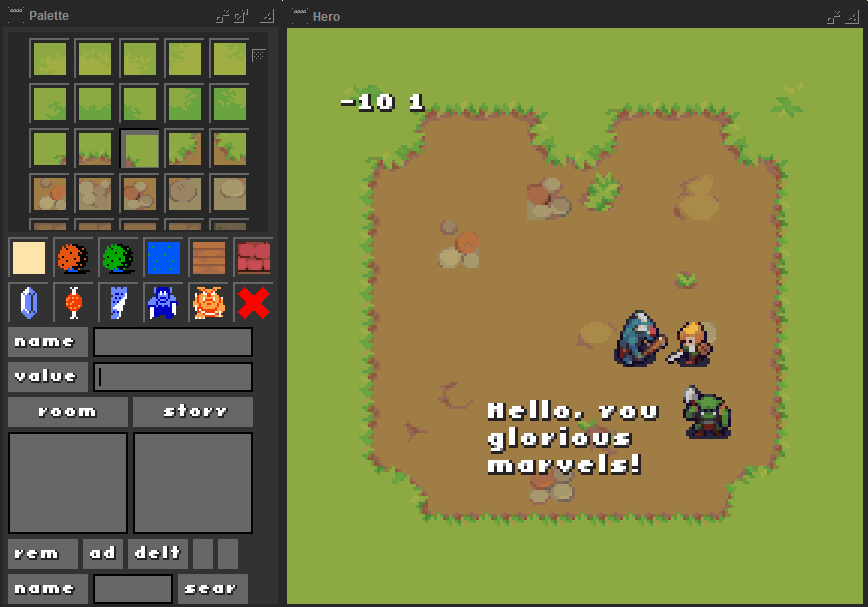 Palette
Hero
-10 1
name
value
room story
Hello, you
glorious
marvels!
rem ad delt
name sear